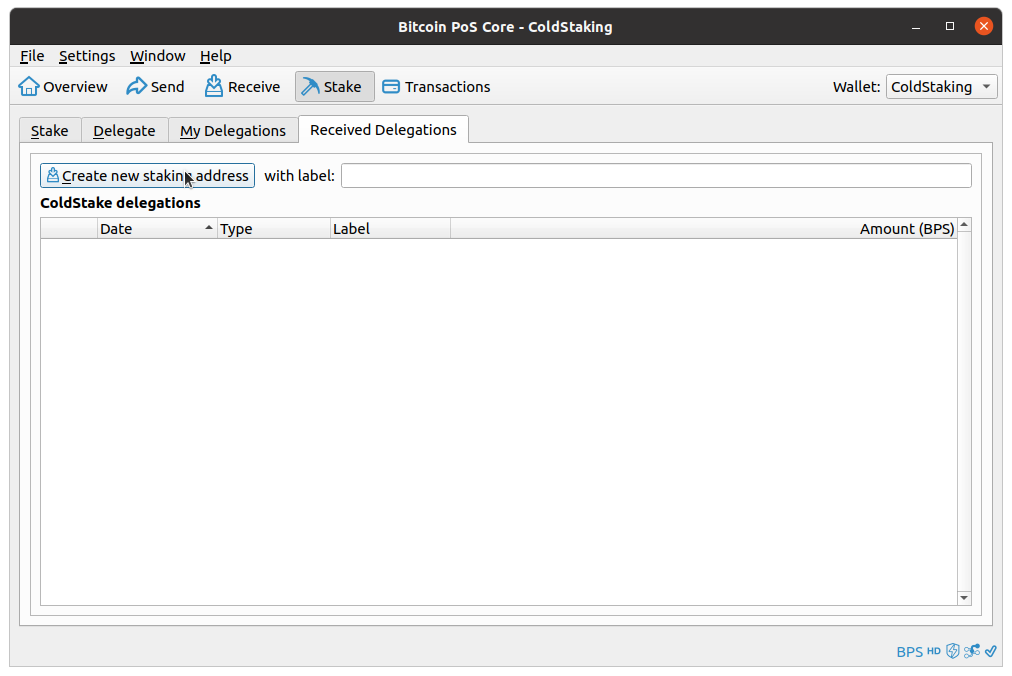 Bitcoin PoS Core - ColdStaking
File Settings Window Help
Overview Send Receive Stake Transactions Wallet: ColdStaking
Stake Delegate My Delegations Received Delegations
Create new staking address with label:
ColdStake delegations
Date Type Label Amount (BPS)
BPS HD